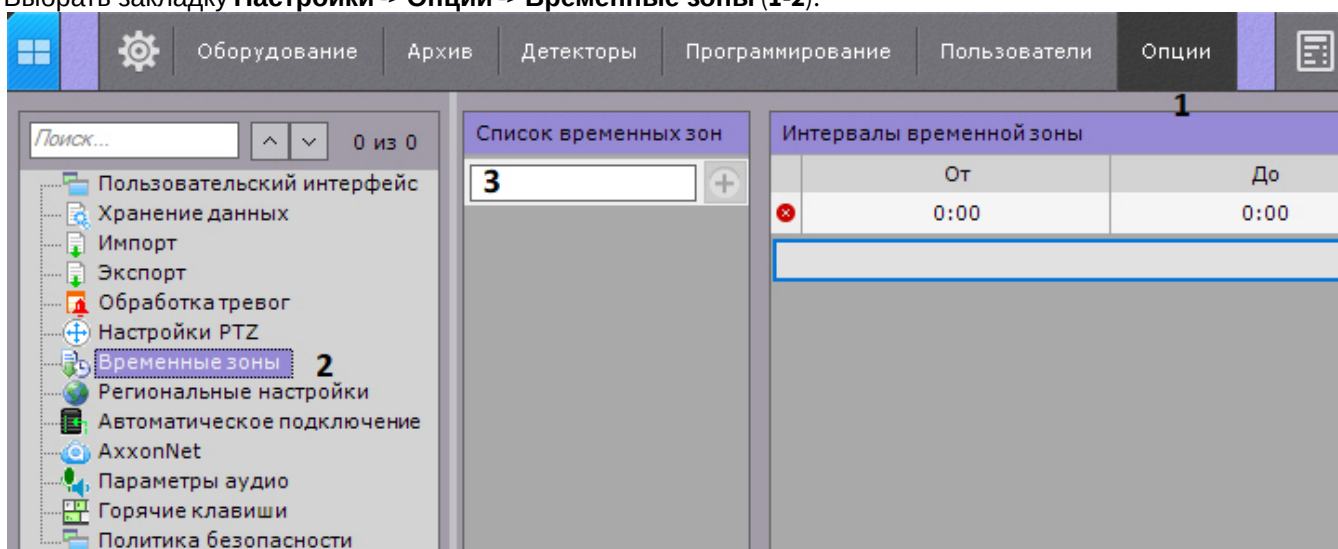 Выбрать закладку Настройки -> Опции -> Временные зоны (1-2).
Оборудование Архив Детекторы Программирование Пользователи Опции
1
Поиск... 0 из 0
Список временных зон
Интервалы временной зоны
3
От До
0:00 0:00
Пользовательский интерфейс
Хранение данных
Импорт
Экспорт
Обработка тревог
Настройки PTZ
Временные зоны 2
Региональные настройки
Автоматическое подключение
AxxonNet
Параметры аудио
Горячие клавиши
Политика безопасности